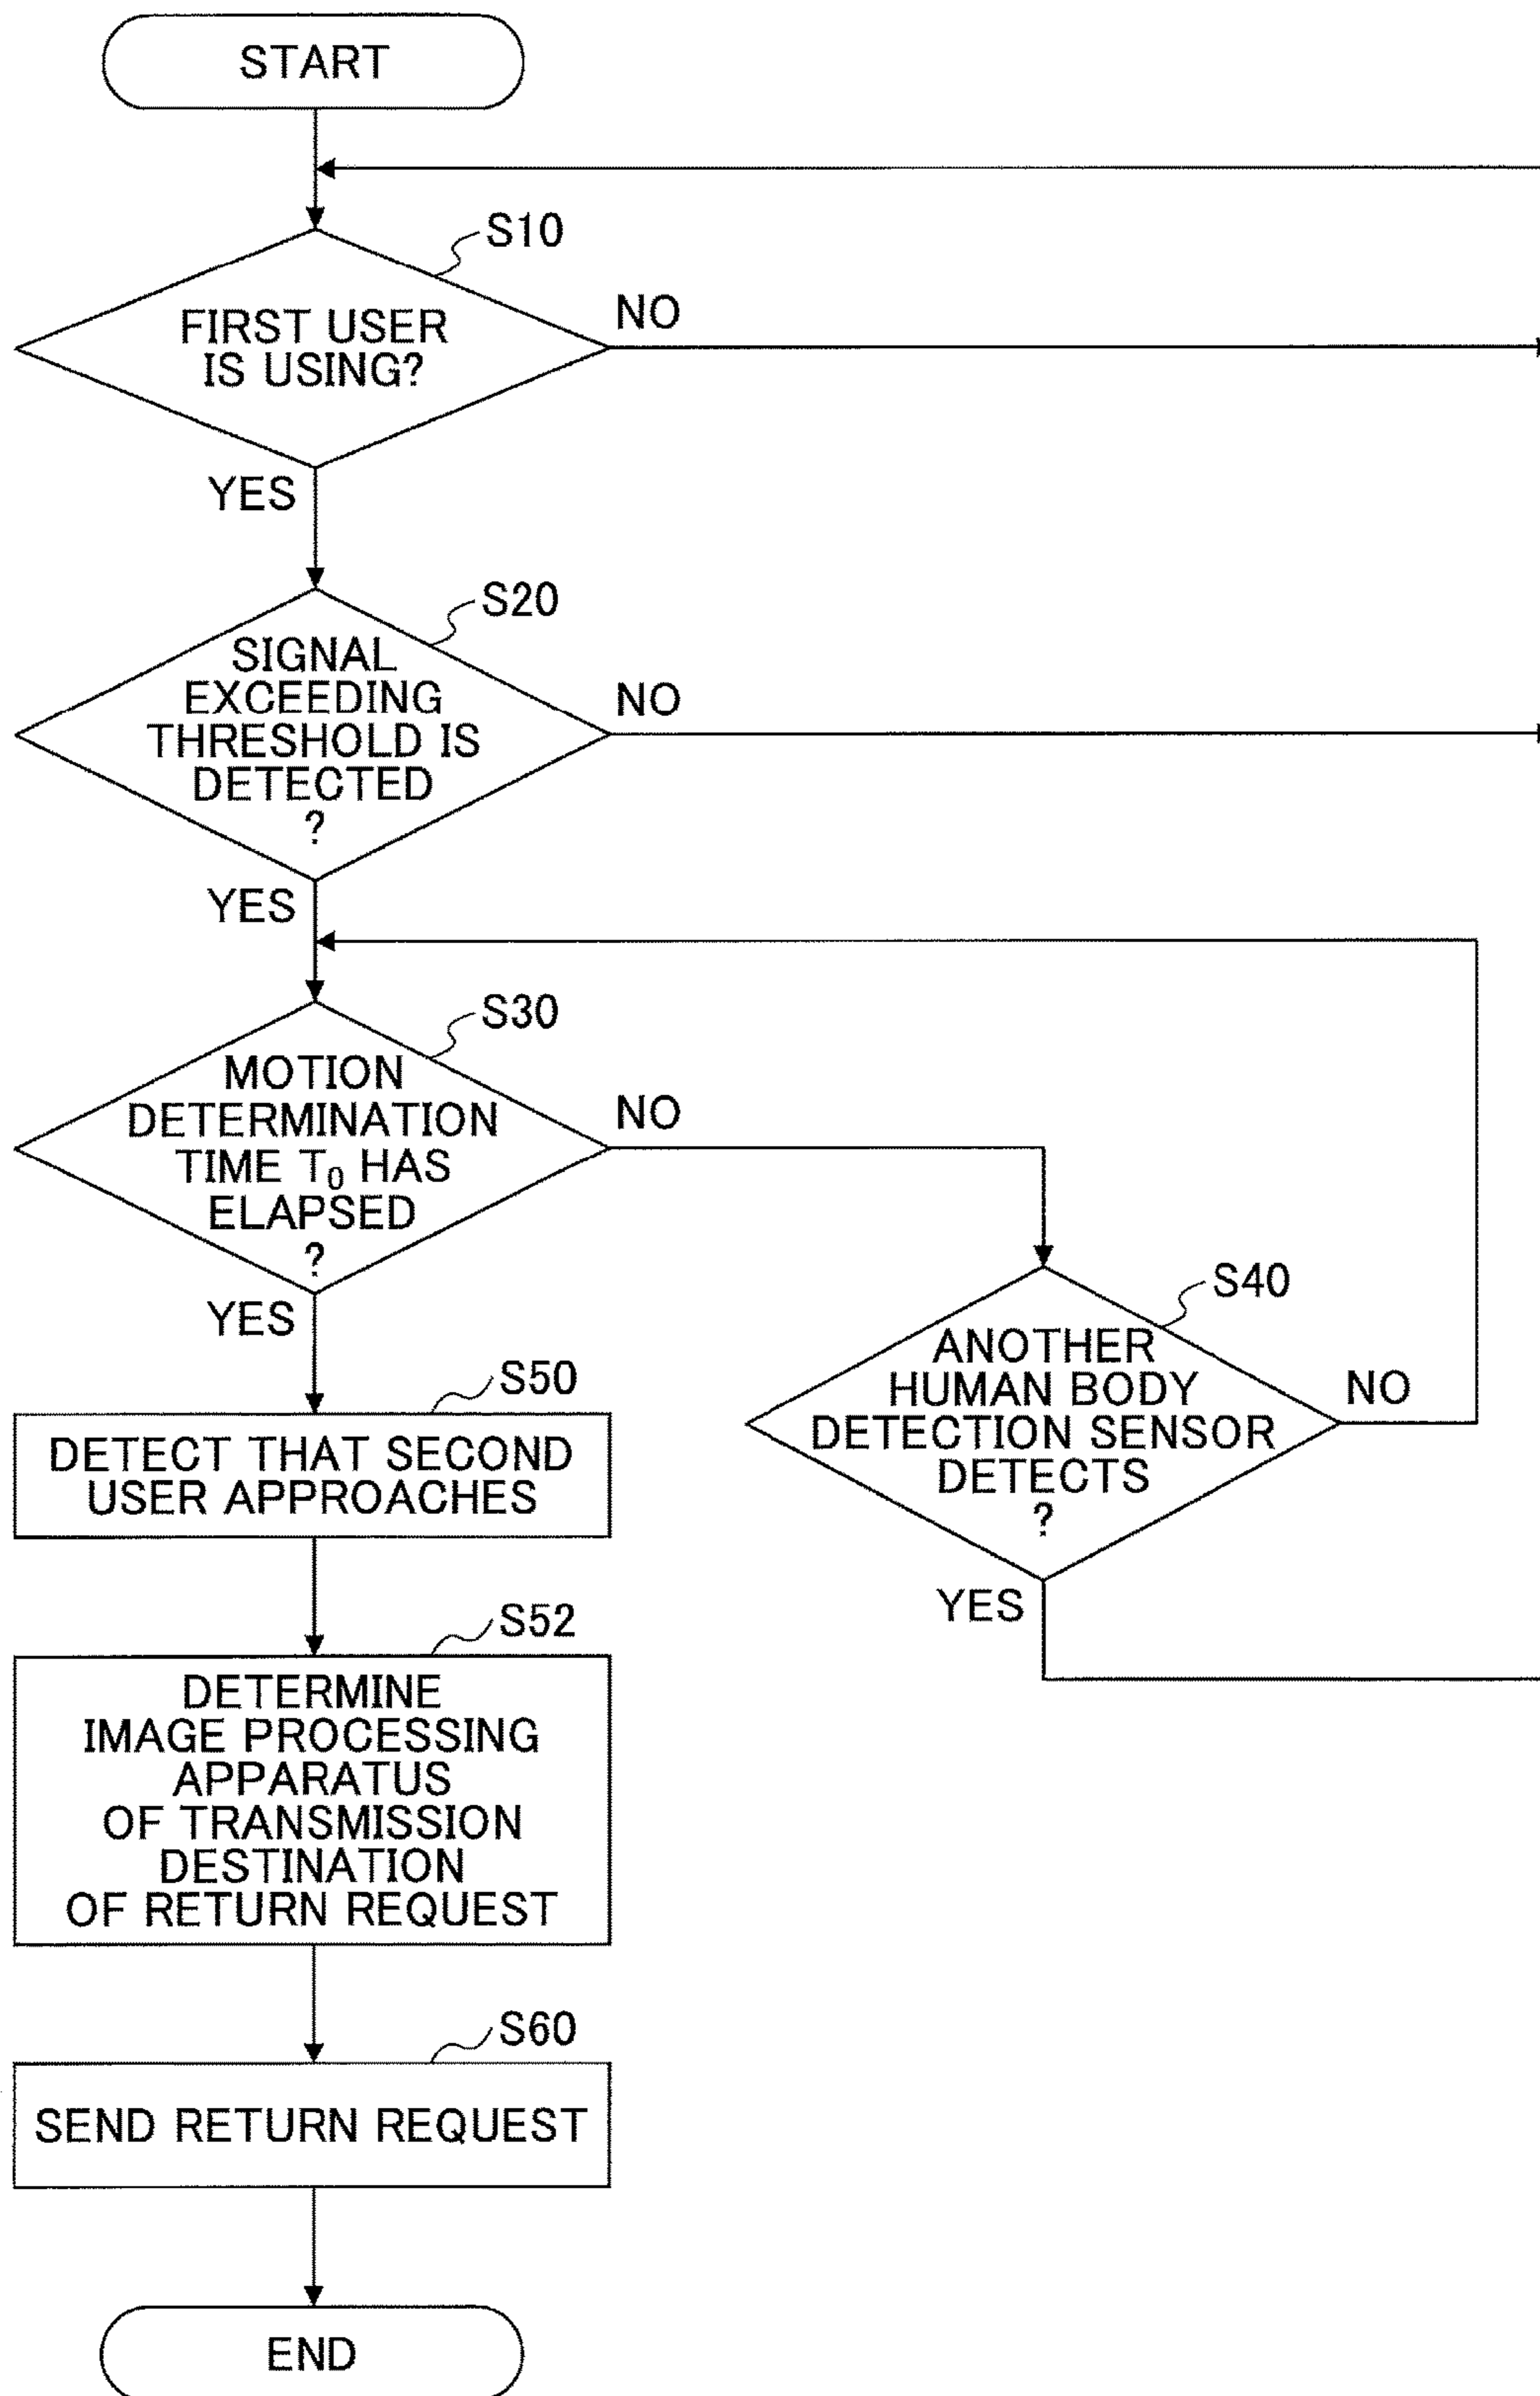 START
S10
FIRST USER
IS USING?
NO
YES
S20
SIGNAL
EXCEEDING
THRESHOLD IS
DETECTED
?
NO
YES
S30
MOTION
DETERMINATION
TIME T₀ HAS
ELAPSED
?
NO
YES
S40
ANOTHER
HUMAN BODY
DETECTION SENSOR
DETECTS
?
NO
YES
S50
DETECT THAT SECOND
USER APPROACHES
S52
DETERMINE
IMAGE PROCESSING
APPARATUS
OF TRANSMISSION
DESTINATION
OF RETURN REQUEST
S60
SEND RETURN REQUEST
END